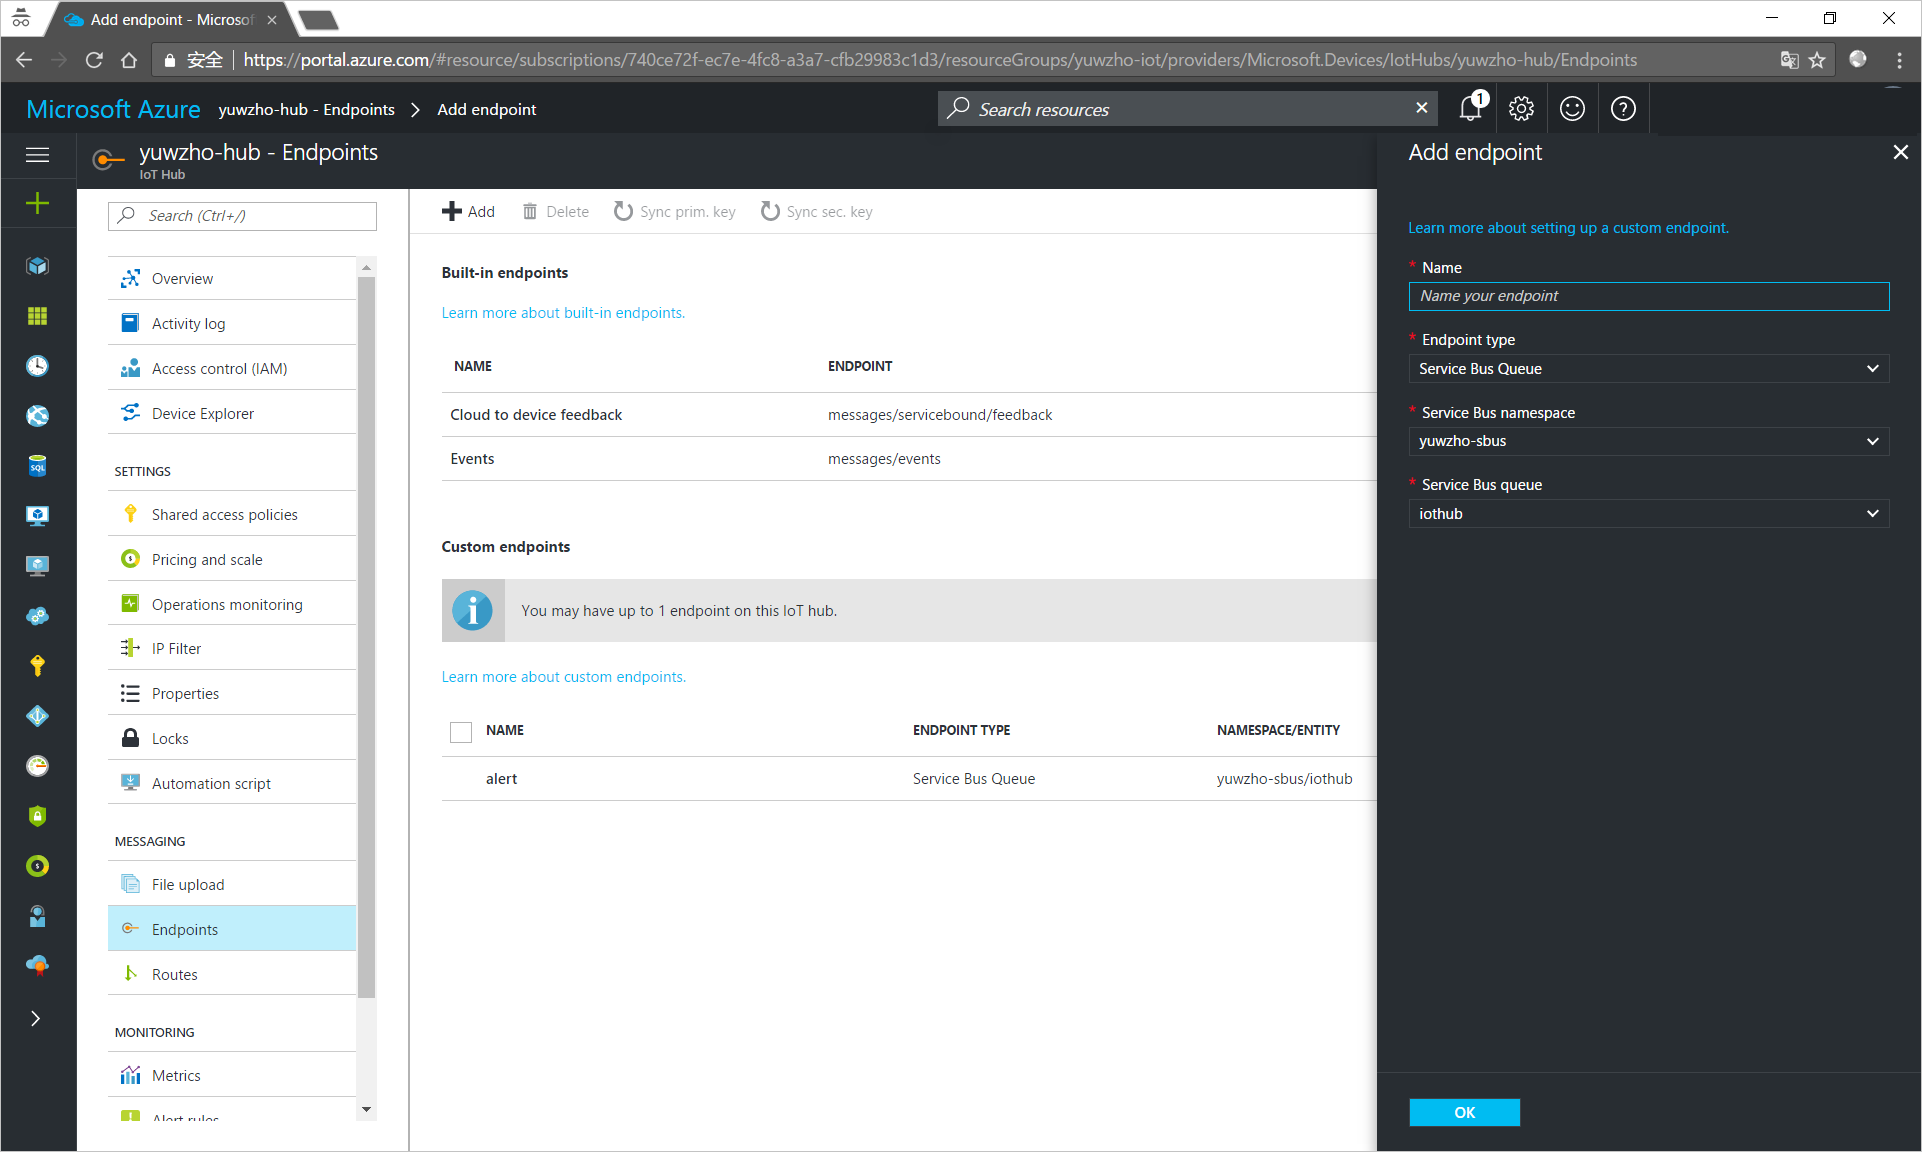 Add endpoint - Microsof
安全 https://portal.azure.com/#resource/subscriptions/740ce72f-ec7e-4fc8-a3a7-cfb29983c1d3/resourceGroups/yuwzho-iot/providers/Microsoft.Devices/IotHubs/yuwzho-hub/Endpoints
Microsoft Azure yuwzho-hub - Endpoints > Add endpoint
Search resources
1
yuwzho-hub - Endpoints
IoT Hub
Search (Ctrl+/)
Overview
Activity log
Access control (IAM)
Device Explorer
SETTINGS
Shared access policies
Pricing and scale
Operations monitoring
IP Filter
Properties
Locks
Automation script
MESSAGING
File upload
Endpoints
Routes
MONITORING
Metrics
Alert rules
Add Delete Sync prim. key Sync sec. key
Built-in endpoints
Learn more about built-in endpoints.
NAME ENDPOINT
Cloud to device feedback messages/servicebound/feedback
Events messages/events
Custom endpoints
You may have up to 1 endpoint on this IoT hub.
Learn more about custom endpoints.
NAME ENDPOINT TYPE NAMESPACE/ENTITY
alert Service Bus Queue yuwzho-sbus/iothub
Add endpoint
Learn more about setting up a custom endpoint.
* Name
Name your endpoint
* Endpoint type
Service Bus Queue
* Service Bus namespace
yuwzho-sbus
* Service Bus queue
iothub
OK